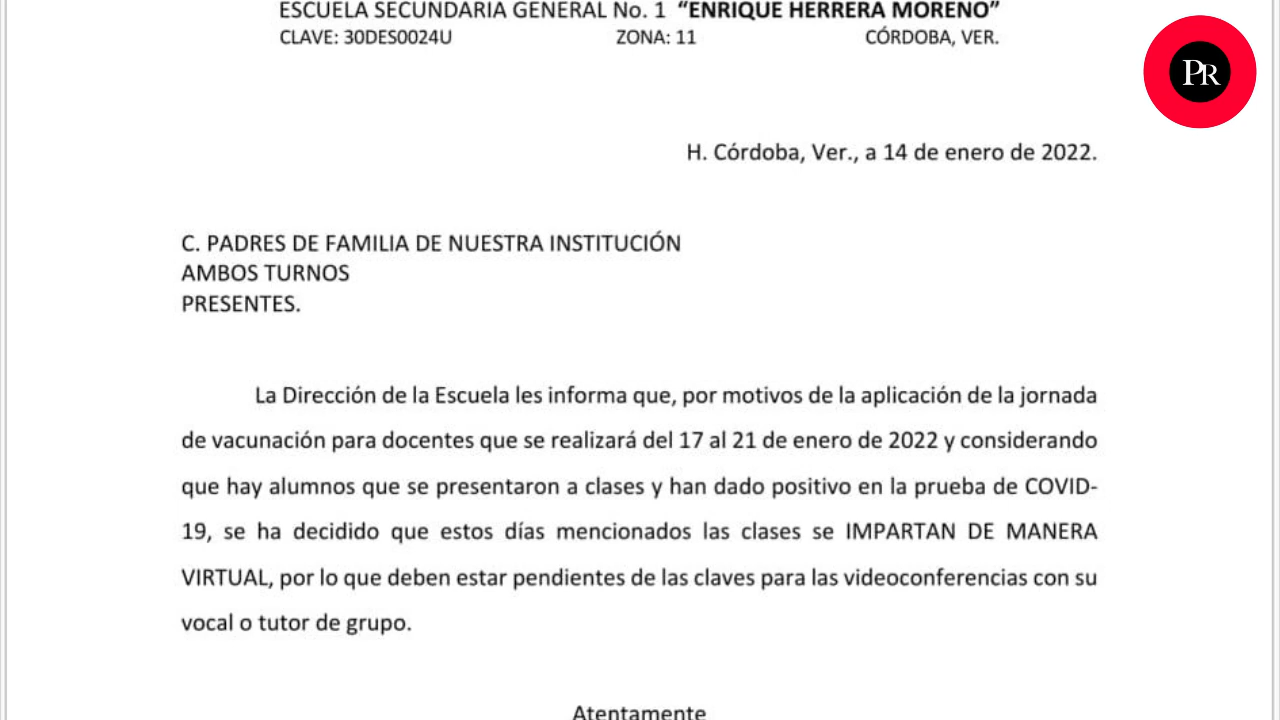 ESCUELA SECUNDARIA GENERAL No. 1 “ENRIQUE HERRERA MORENO”
CLAVE: 30DES0024U ZONA: 11 CÓRDOBA, VER.
PR
H. Córdoba, Ver., a 14 de enero de 2022.
C. PADRES DE FAMILIA DE NUESTRA INSTITUCIÓN
AMBOS TURNOS
PRESENTES.
La Dirección de la Escuela les informa que, por motivos de la aplicación de la jornada
de vacunación para docentes que se realizará del 17 al 21 de enero de 2022 y considerando
que hay alumnos que se presentaron a clases y han dado positivo en la prueba de COVID-
19, se ha decidido que estos días mencionados las clases se IMPARTAN DE MANERA
VIRTUAL, por lo que deben estar pendientes de las claves para las videoconferencias con su
vocal o tutor de grupo.
Atentamente